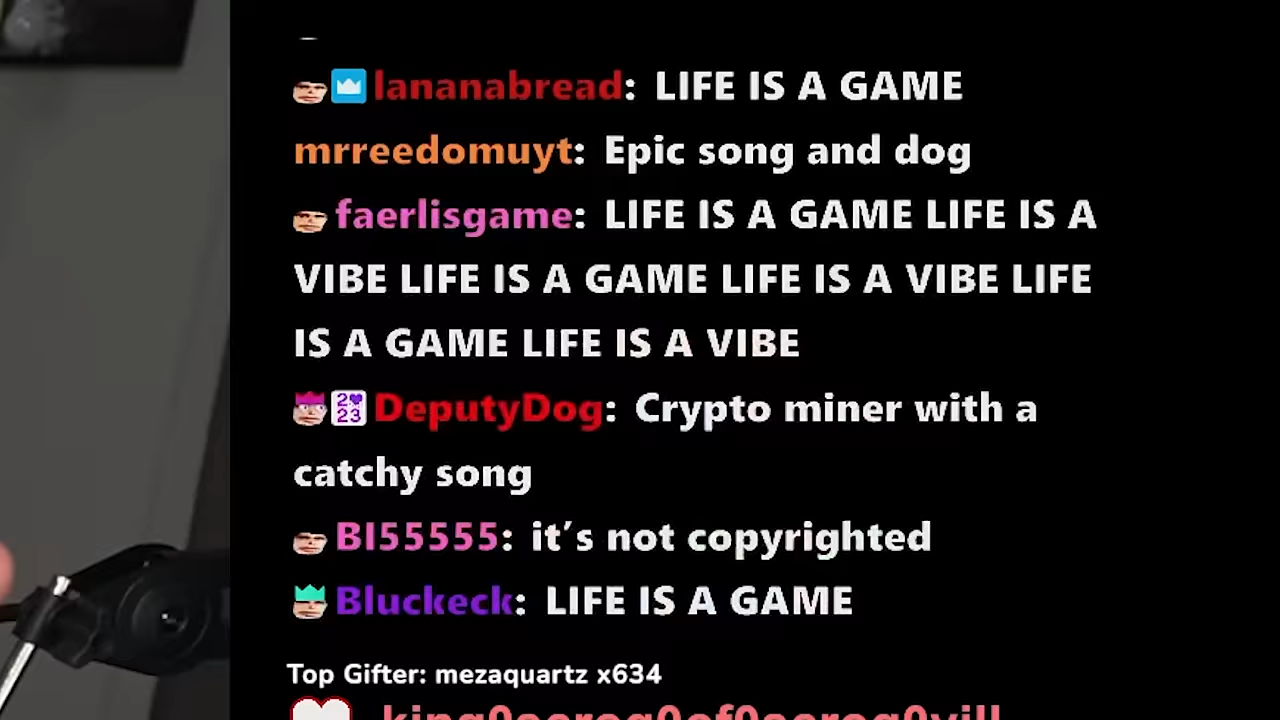 lananabread: LIFE IS A GAME
mrreedomuyt: Epic song and dog
faerlisgame: LIFE IS A GAME LIFE IS A
VIBE LIFE IS A GAME LIFE IS A VIBE LIFE
IS A GAME LIFE IS A VIBE
2023 DeputyDog: Crypto miner with a
catchy song
BI55555: it's not copyrighted
Bluckeck: LIFE IS A GAME
Top Gifter: mezaquartz x634